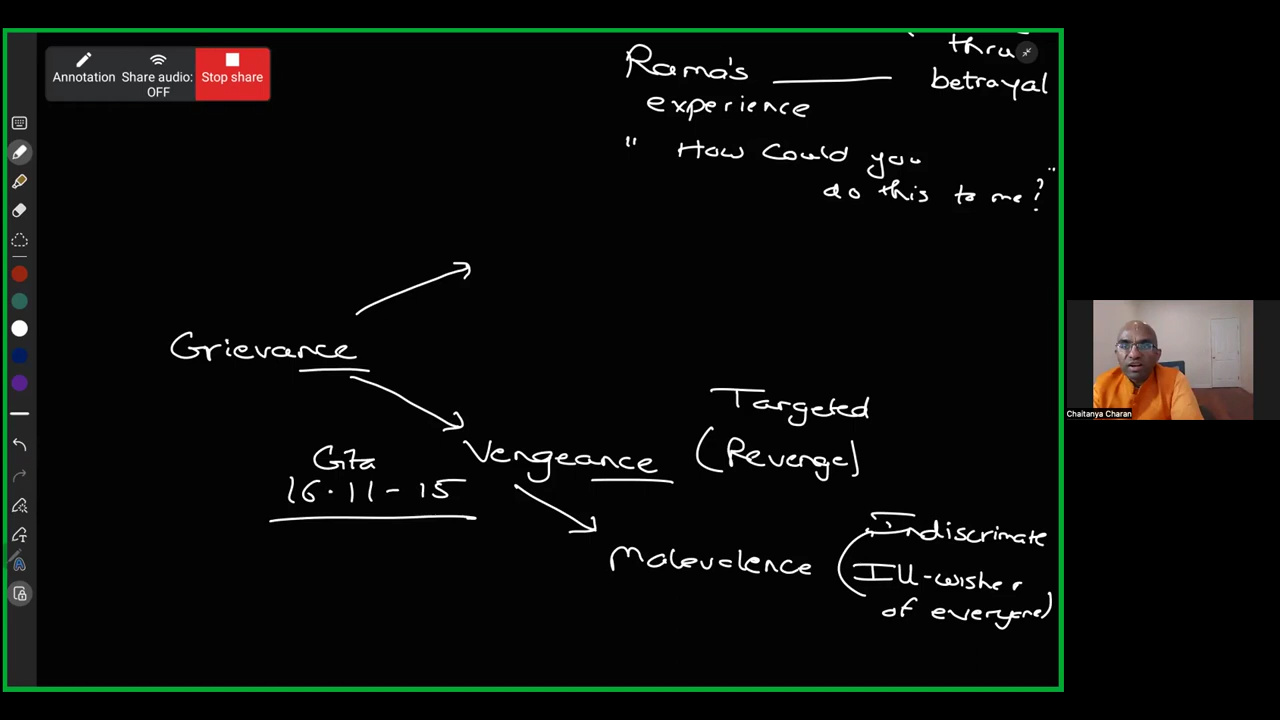 Annotation
Share audio:
OFF
Stop share
thru
Rama's
betrayal
experience
" How Could you
do this to me? "
Grievance
Targeted
Vengeance
(Revenge)
Gita
16.11-15
Indiscrimate
Malevolence
Ill-wisher
of everyone)
Chaitanya Charan